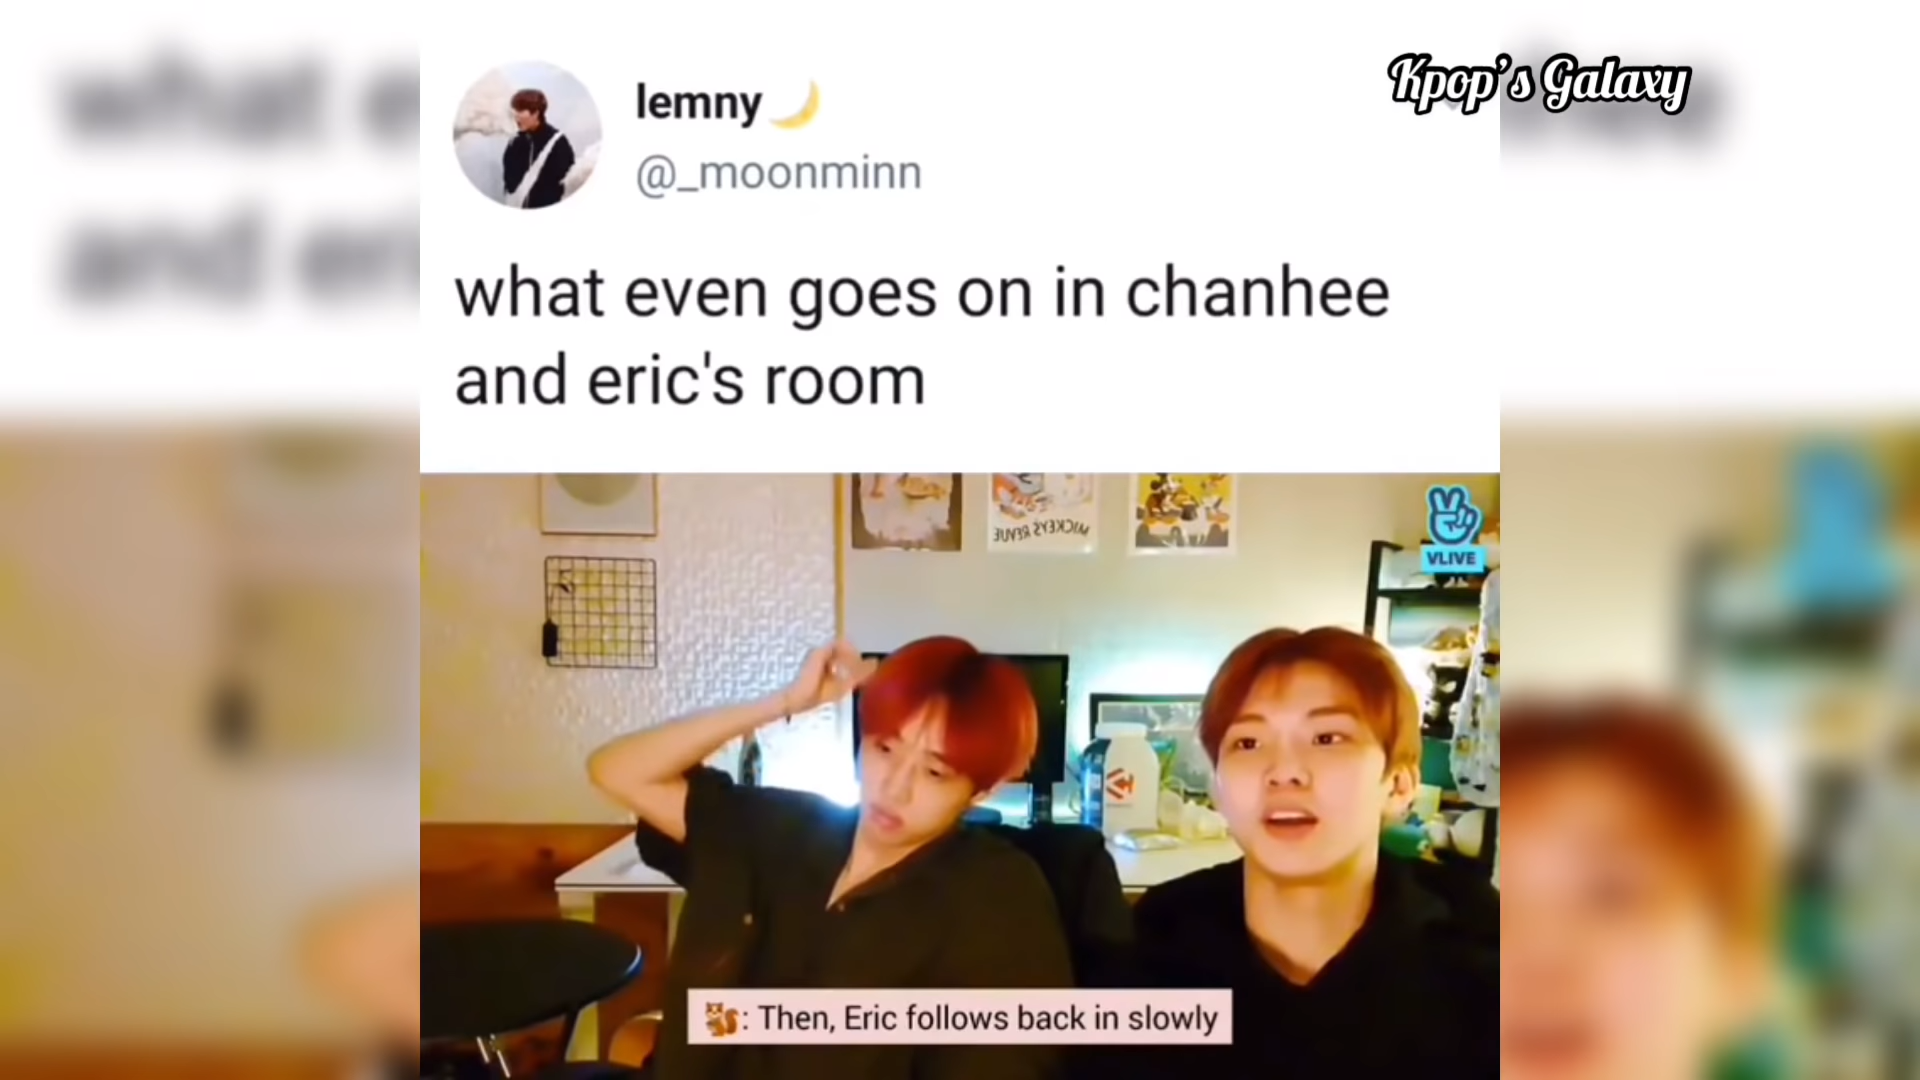 Kpop's Galaxy
lemny🌙
@_moonminn
what even goes on in chanhee
and eric's room
MICKEY'S REVUE
VLIVE
🐿️: Then, Eric follows back in slowly